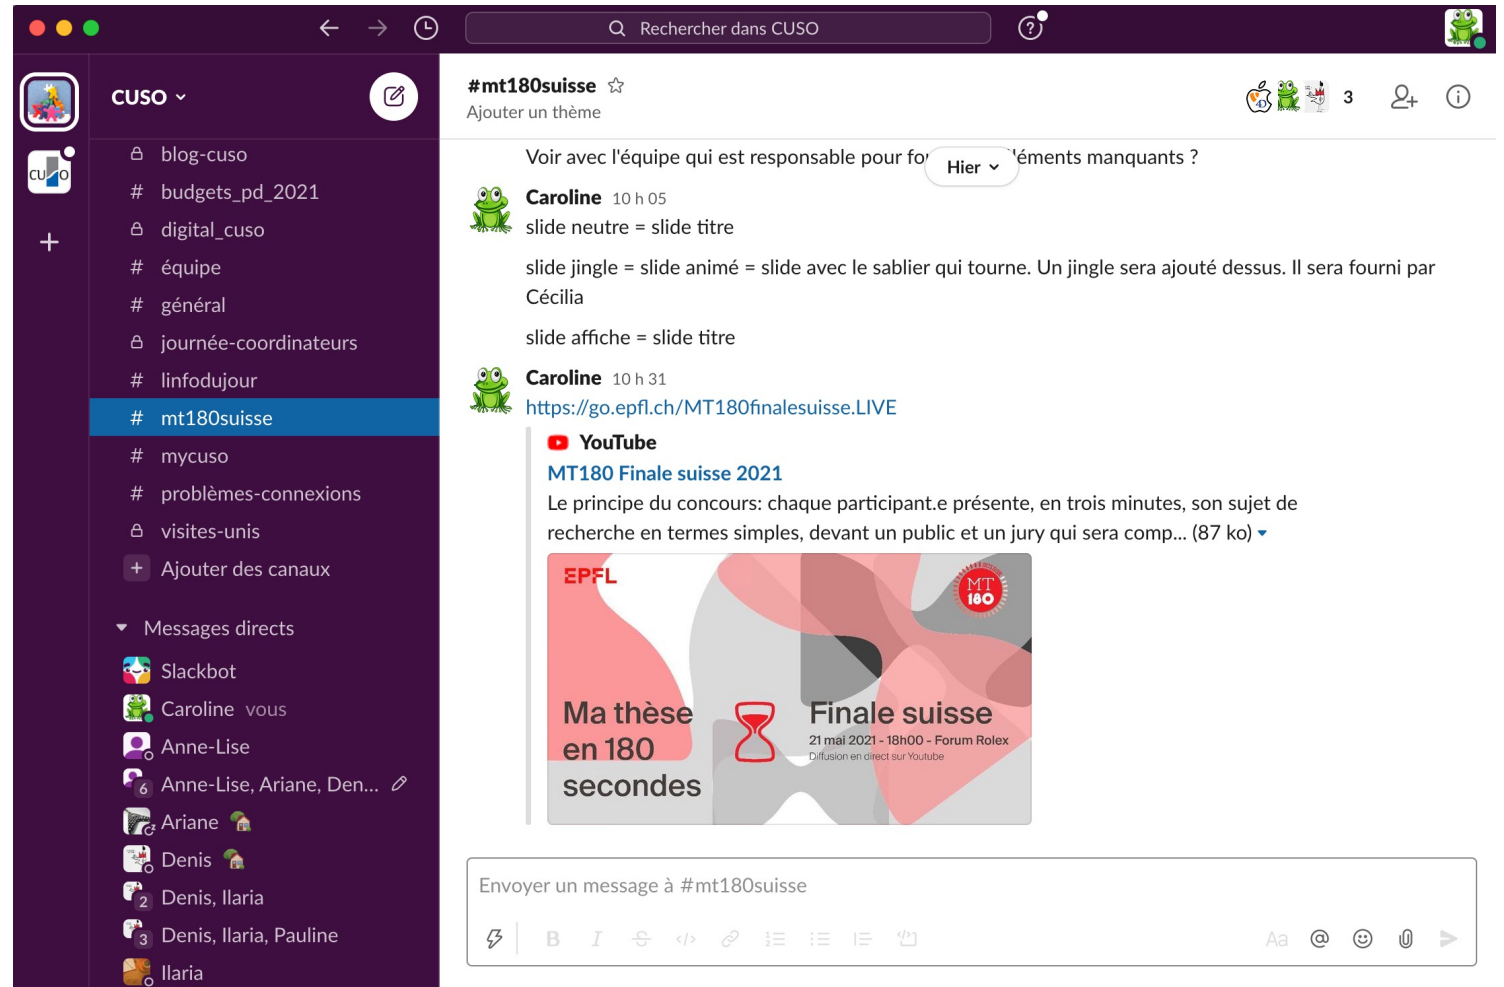 Rechercher dans CUSO
CUSO
#mt180suisse
Ajouter un thème
3
CU
O
blog-cuso
# budgets_pd_2021
digital_cuso
# équipe
# général
journée-coordinateurs
# linfodujour
# mt180suisse
# mycuso
# problèmes-connexions
visites-unis
+ Ajouter des canaux
Messages directs
Slackbot
Caroline vous
Anne-Lise
6 Anne-Lise, Ariane, Den...
Ariane
Denis
2 Denis, Ilaria
3 Denis, Ilaria, Pauline
Ilaria
Voir avec l'équipe qui est responsable pour fo
éments manquants ?
Hier
Caroline 10 h 05
slide neutre = slide titre
slide jingle = slide animé = slide avec le sablier qui tourne. Un jingle sera ajouté dessus. Il sera fourni par
Cécilia
slide affiche = slide titre
Caroline 10 h 31
https://go.epfl.ch/MT180finalesuisse.LIVE
YouTube
MT180 Finale suisse 2021
Le principe du concours: chaque participant.e présente, en trois minutes, son sujet de
recherche en termes simples, devant un public et un jury qui sera comp... (87 ko)
EPFL
MT
180
Ma thèse
en 180
secondes
Finale suisse
21 mai 2021 - 18h00 - Forum Rolex
Diffusion en direct sur Youtube
Envoyer un message à #mt180suisse
B I S </>
Aa @